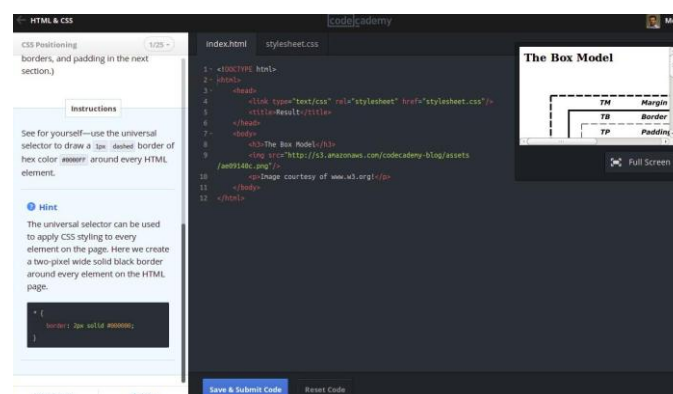 HTML & CSS
[codecademy
CSS Positioning
1/25
borders, and padding in the next
section.)
Instructions
See for yourself—use the universal
selector to draw a 1px dashed border of
hex color #0000FF around every HTML
element.
Hint
The universal selector can be used
to apply CSS styling to every
element on the page. Here we create
a two-pixel wide solid black border
around every element on the HTML
page.
* {
border: 2px solid #000000;
}
index.html stylesheet.css
1 <!DOCTYPE html>
2 <html>
3 <head>
4 <link type="text/css" rel="stylesheet" href="stylesheet.css"/>
5 <title>Result</title>
6 </head>
7 <body>
8 <h3>The Box Model</h3>
9 <img src="http://s3.amazonaws.com/codecademy-blog/assets
/ae09140c.png"/>
10 <p>Image courtesy of www.w3.org!</p>
11 </body>
12 </html>
Save & Submit Code
Reset Code
The Box Model
TM Margin
TB Border
TP Padding
Full Screen